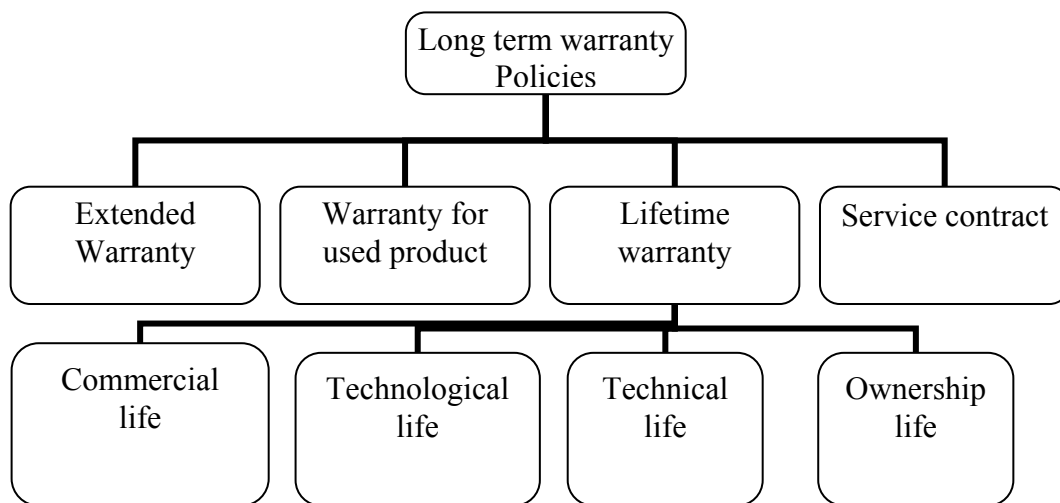 Long term warranty
Policies
Extended
Warranty
Warranty for
used product
Lifetime
warranty
Service contract
Commercial
life
Technological
life
Technical
life
Ownership
life